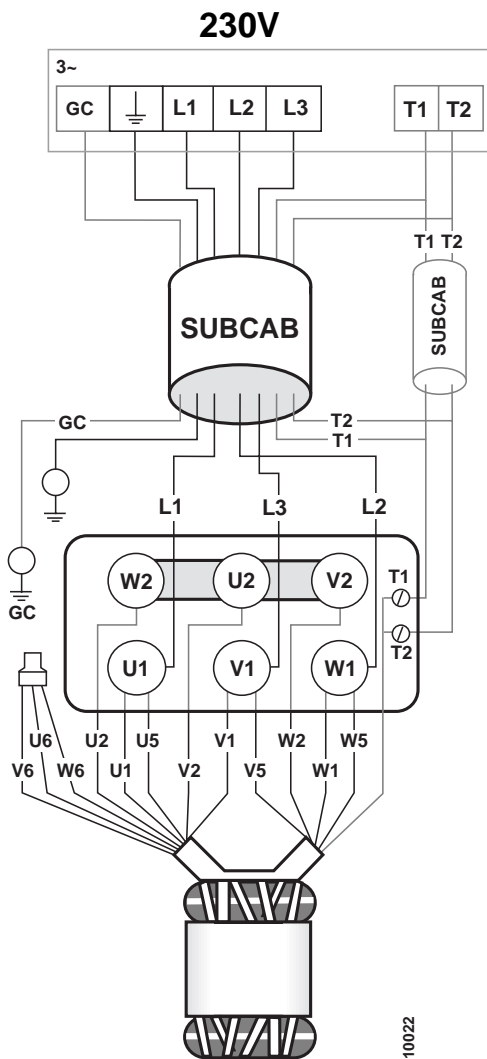 230V
3~
GC L1 L2 L3 T1 T2
T1 T2
SUBCAB
SUBCAB
GC
T2
T1
L1 L3 L2
GC
W2 U2 V2
T1
U1 V1 W1
T2
V6 U6 W6 U2 U1 U5 V2 V1 V5 W2 W1 W5
10022